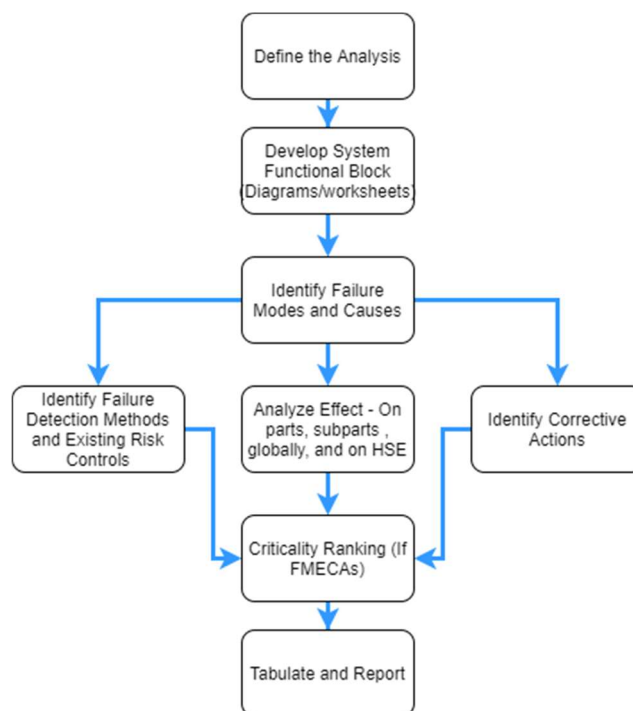 Define the Analysis
Develop System
Functional Block
(Diagrams/worksheets)
Identify Failure
Modes and Causes
Identify Failure
Detection Methods
and Existing Risk
Controls
Analyze Effect - On
parts, subparts ,
globally, and on HSE
Identify Corrective
Actions
Criticality Ranking (If
FMECAs)
Tabulate and Report